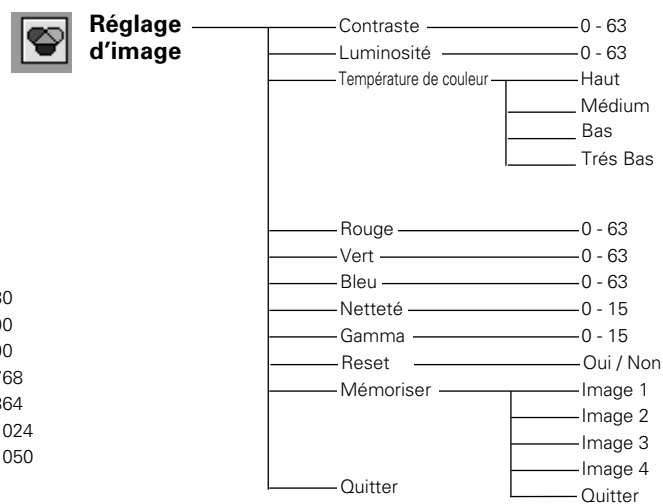 Réglage
d'image
Contraste 0 - 63
Luminosité 0 - 63
Température de couleur Haut
Médium
Bas
Trés Bas
Rouge 0 - 63
Vert 0 - 63
Bleu 0 - 63
Netteté 0 - 15
Gamma 0 - 15
Reset Oui / Non
Mémoriser Image 1
Image 2
Image 3
Image 4
Quitter Quitter
024
050